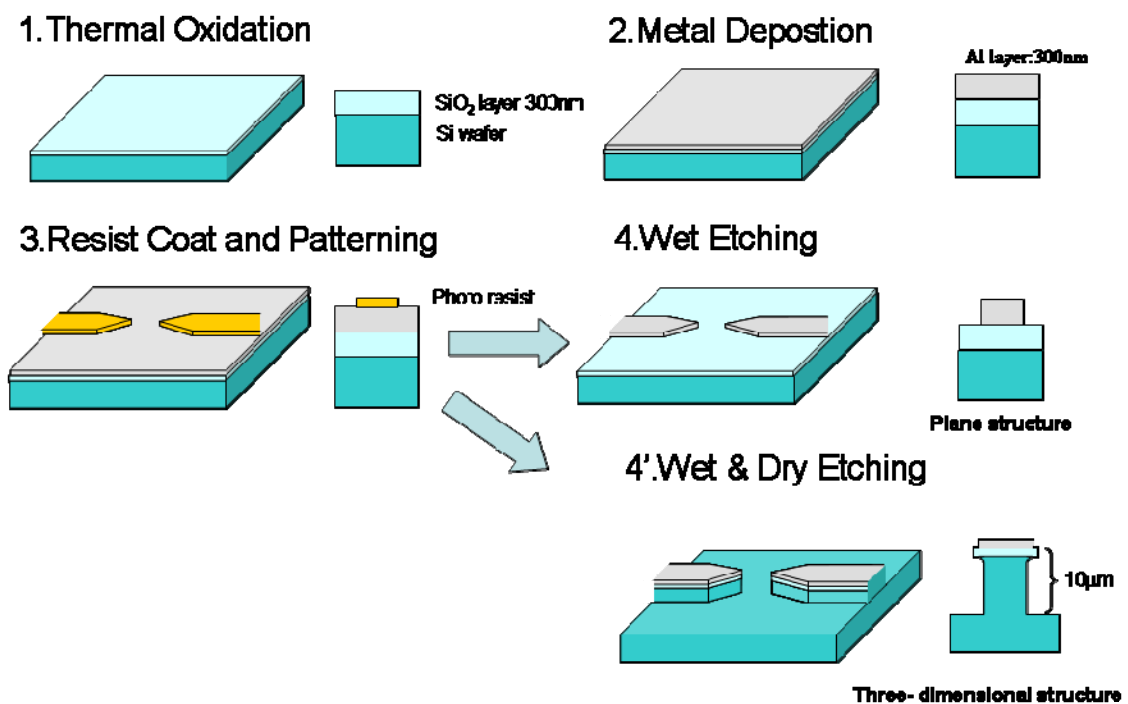 1.Thermal Oxidation
SiO₂ layer 300nm
Si wafer
2.Metal Depostion
Al layer:300nm
3.Resist Coat and Patterning
Photo resist
4.Wet Etching
Plane structure
4'.Wet & Dry Etching
10μm
Three- dimensional structure